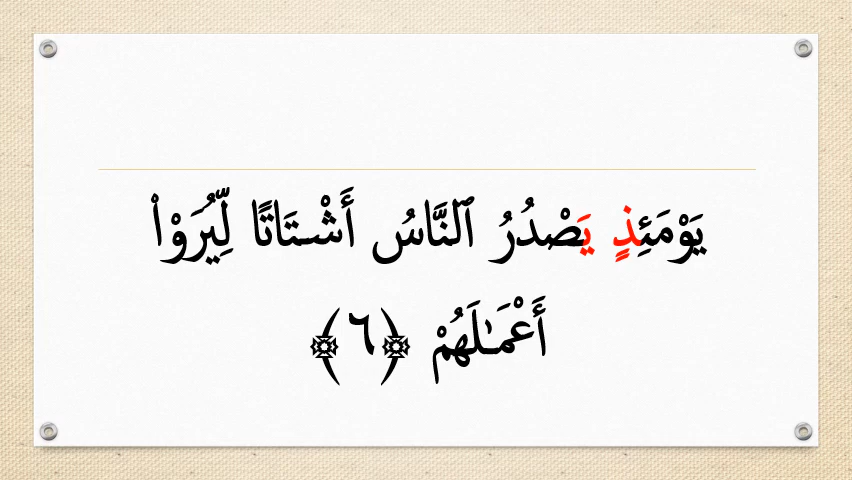 يَوْمَئِذٍ يَصْدُرُ ٱلنَّاسُ أَشْتَاتًا لِّيُرَوْا۟
أَعْمَـٰلَهُمْ ﴿٦﴾